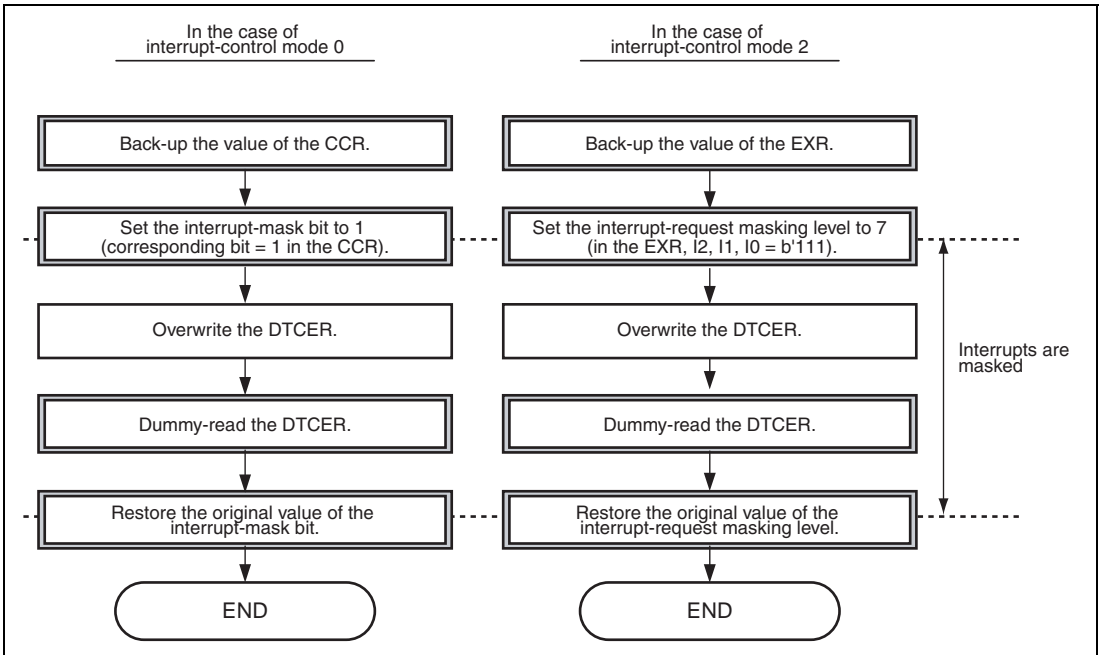 In the case of
interrupt-control mode 0
Back-up the value of the CCR.
Set the interrupt-mask bit to 1
(corresponding bit = 1 in the CCR).
Overwrite the DTCER.
Dummy-read the DTCER.
Restore the original value of the
interrupt-mask bit.
END
In the case of
interrupt-control mode 2
Back-up the value of the EXR.
Set the interrupt-request masking level to 7
(in the EXR, I2, I1, I0 = b'111).
Overwrite the DTCER.
Dummy-read the DTCER.
Restore the original value of the
interrupt-request masking level.
END
Interrupts are
masked